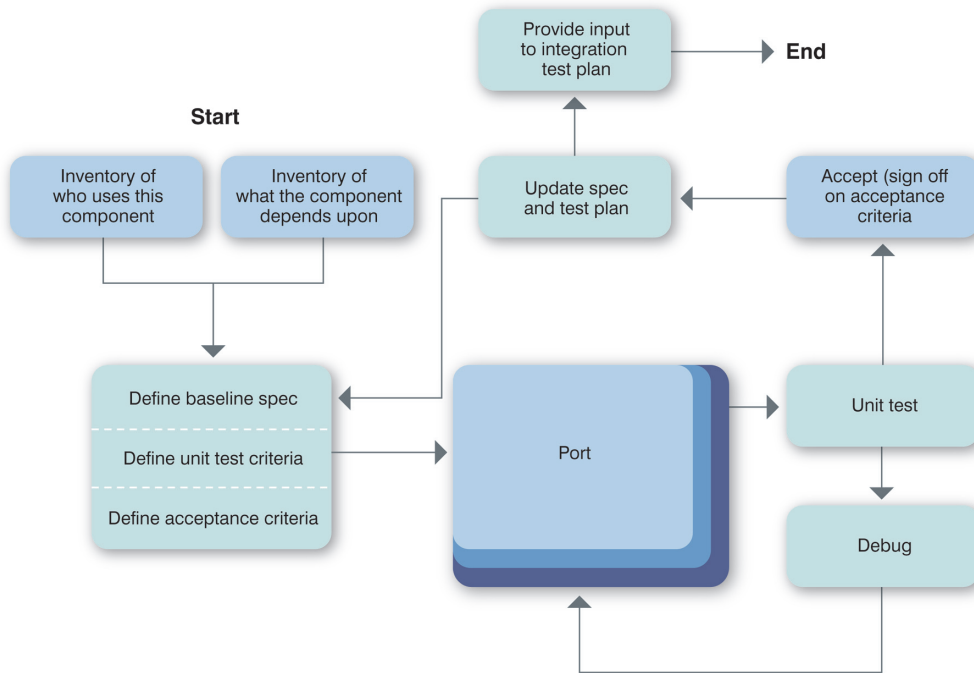 Provide input
to integration
test plan
End
Start
Inventory of
who uses this
component
Inventory of
what the component
depends upon
Update spec
and test plan
Accept (sign off
on acceptance
criteria
Define baseline spec
Define unit test criteria
Define acceptance criteria
Port
Unit test
Debug